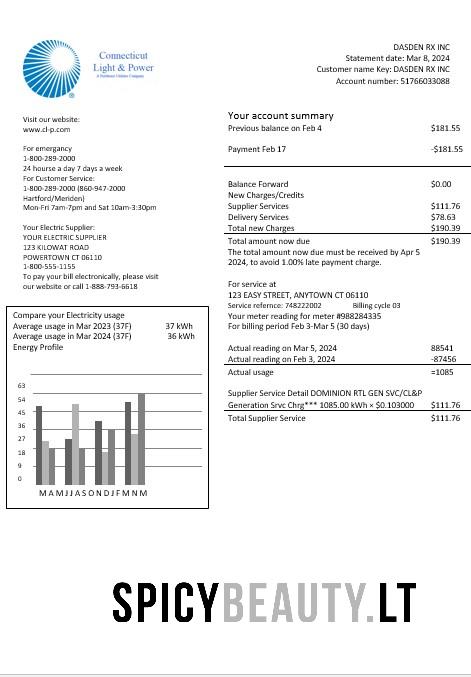 Connecticut
Light & Power
A Northeast Utilities Company
DASDEN RX INC
Statement date: Mar 8, 2024
Customer name Key: DASDEN RX INC
Account number: 51766033088
Visit our website:
www.cl-p.com
For emergancy
1-800-289-2000
24 hourse a day 7 days a week
For Customer Service:
1-800-289-2000 (860-947-2000
Hartford/Meriden)
Mon-Fri 7am-7pm and Sat 10am-3:30pm
Your Electric Supplier:
YOUR ELECTRIC SUPPLIER
123 KILOWAT ROAD
POWERTOWN CT 06110
1-800-555-1155
To pay your bill electronically, please visit
our website or call 1-888-793-6618
Compare your Electricity usage
Average usage in Mar 2023 (37F) 37 kWh
Average usage in Mar 2024 (37F) 36 kWh
Energy Profile
63
54
45
36
27
18
9
0
M A M J J A S O N D J F M N M
Your account summary
Previous balance on Feb 4 $181.55
Payment Feb 17 -$181.55
Balance Forward $0.00
New Charges/Credits
Supplier Services $111.76
Delivery Services $78.63
Total new Charges $190.39
Total amount now due $190.39
The total amount now due must be received by Apr 5
2024, to avoid 1.00% late payment charge.
For service at
123 EASY STREET, ANYTOWN CT 06110
Service refernce: 748222002 Billing cycle 03
Your meter reading for meter #988284335
For billing period Feb 3-Mar 5 (30 days)
Actual reading on Mar 5, 2024 88541
Actual reading on Feb 3, 2024 -87456
Actual usage =1085
Supplier Service Detail DOMINION RTL GEN SVC/CL&P
Generation Srvc Chrg*** 1085.00 kWh × $0.103000 $111.76
Total Supplier Service $111.76
SPICYBEAUTY.LT